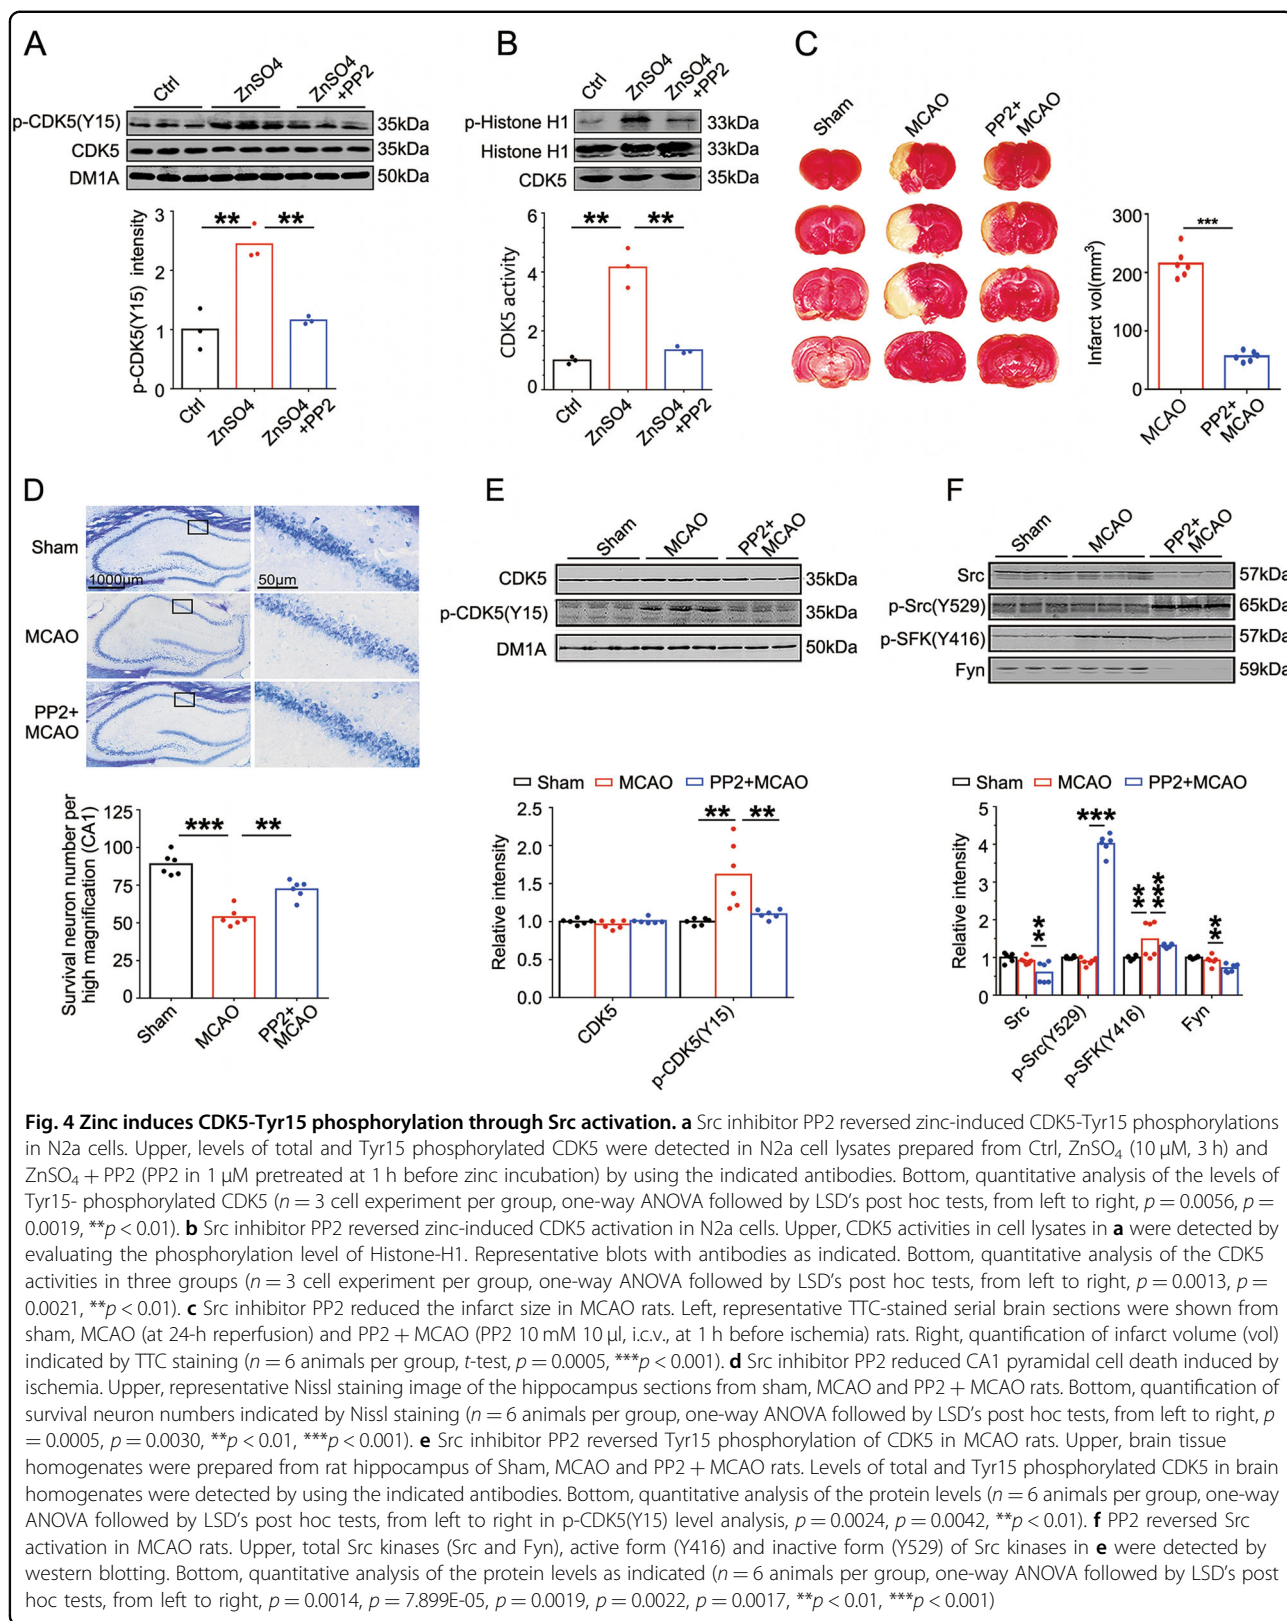 A
Ctrl
ZnSO4
ZnSO4
+PP2
p-CDK5(Y15)
35kDa
CDK5
35kDa
DM1A
50kDa
**
**
p-CDK5(Y15) intensity
3
2
1
0
Ctrl
ZnSO4
ZnSO4
+PP2
B
Ctrl
ZnSO4
ZnSO4
+PP2
p-Histone H1
33kDa
Histone H1
33kDa
CDK5
35kDa
**
**
CDK5 activity
6
4
2
0
Ctrl
ZnSO4
ZnSO4
+PP2
C
Sham
MCAO
PP2+
MCAO
Infarct vol(mm³)
300
200
100
0
***
MCAO
PP2+
MCAO
D
Sham
1000μm
50μm
MCAO
PP2+
MCAO
Survival neuron number per
high magnification (CA1)
125
100
75
50
25
0
***
**
Sham
MCAO
PP2+
MCAO
E
Sham
MCAO
PP2+
MCAO
CDK5
35kDa
p-CDK5(Y15)
35kDa
DM1A
50kDa
Sham
MCAO
PP2+MCAO
Relative intensity
2.5
2.0
1.5
1.0
0.5
0.0
**
**
CDK5
p-CDK5(Y15)
F
Sham
MCAO
PP2+
MCAO
Src
57kDa
p-Src(Y529)
65kDa
p-SFK(Y416)
57kDa
Fyn
59kDa
Sham
MCAO
PP2+MCAO
Relative intensity
5
4
3
2
1
0
**
***
**
***
**
Src
p-Src(Y529)
p-SFK(Y416)
Fyn
Fig. 4 Zinc induces CDK5-Tyr15 phosphorylation through Src activation. a Src inhibitor PP2 reversed zinc-induced CDK5-Tyr15 phosphorylations
in N2a cells. Upper, levels of total and Tyr15 phosphorylated CDK5 were detected in N2a cell lysates prepared from Ctrl, ZnSO₄ (10 μM, 3 h) and
ZnSO₄ + PP2 (PP2 in 1 μM pretreated at 1 h before zinc incubation) by using the indicated antibodies. Bottom, quantitative analysis of the levels of
Tyr15- phosphorylated CDK5 (n = 3 cell experiment per group, one-way ANOVA followed by LSD's post hoc tests, from left to right, p = 0.0056, p =
0.0019, **p < 0.01). b Src inhibitor PP2 reversed zinc-induced CDK5 activation in N2a cells. Upper, CDK5 activities in cell lysates in a were detected by
evaluating the phosphorylation level of Histone-H1. Representative blots with antibodies as indicated. Bottom, quantitative analysis of the CDK5
activities in three groups (n = 3 cell experiment per group, one-way ANOVA followed by LSD's post hoc tests, from left to right, p = 0.0013, p =
0.0021, **p < 0.01). c Src inhibitor PP2 reduced the infarct size in MCAO rats. Left, representative TTC-stained serial brain sections were shown from
sham, MCAO (at 24-h reperfusion) and PP2 + MCAO (PP2 10 mM 10 μl, i.c.v., at 1 h before ischemia) rats. Right, quantification of infarct volume (vol)
indicated by TTC staining (n = 6 animals per group, t-test, p = 0.0005, ***p < 0.001). d Src inhibitor PP2 reduced CA1 pyramidal cell death induced by
ischemia. Upper, representative Nissl staining image of the hippocampus sections from sham, MCAO and PP2 + MCAO rats. Bottom, quantification of
survival neuron numbers indicated by Nissl staining (n = 6 animals per group, one-way ANOVA followed by LSD's post hoc tests, from left to right, p
= 0.0005, p = 0.0030, **p < 0.01, ***p < 0.001). e Src inhibitor PP2 reversed Tyr15 phosphorylation of CDK5 in MCAO rats. Upper, brain tissue
homogenates were prepared from rat hippocampus of Sham, MCAO and PP2 + MCAO rats. Levels of total and Tyr15 phosphorylated CDK5 in brain
homogenates were detected by using the indicated antibodies. Bottom, quantitative analysis of the protein levels (n = 6 animals per group, one-way
ANOVA followed by LSD's post hoc tests, from left to right in p-CDK5(Y15) level analysis, p = 0.0024, p = 0.0042, **p < 0.01). f PP2 reversed Src
activation in MCAO rats. Upper, total Src kinases (Src and Fyn), active form (Y416) and inactive form (Y529) of Src kinases in e were detected by
western blotting. Bottom, quantitative analysis of the protein levels as indicated (n = 6 animals per group, one-way ANOVA followed by LSD's post
hoc tests, from left to right, p = 0.0014, p = 7.899E-05, p = 0.0019, p = 0.0022, p = 0.0017, **p < 0.01, ***p < 0.001)